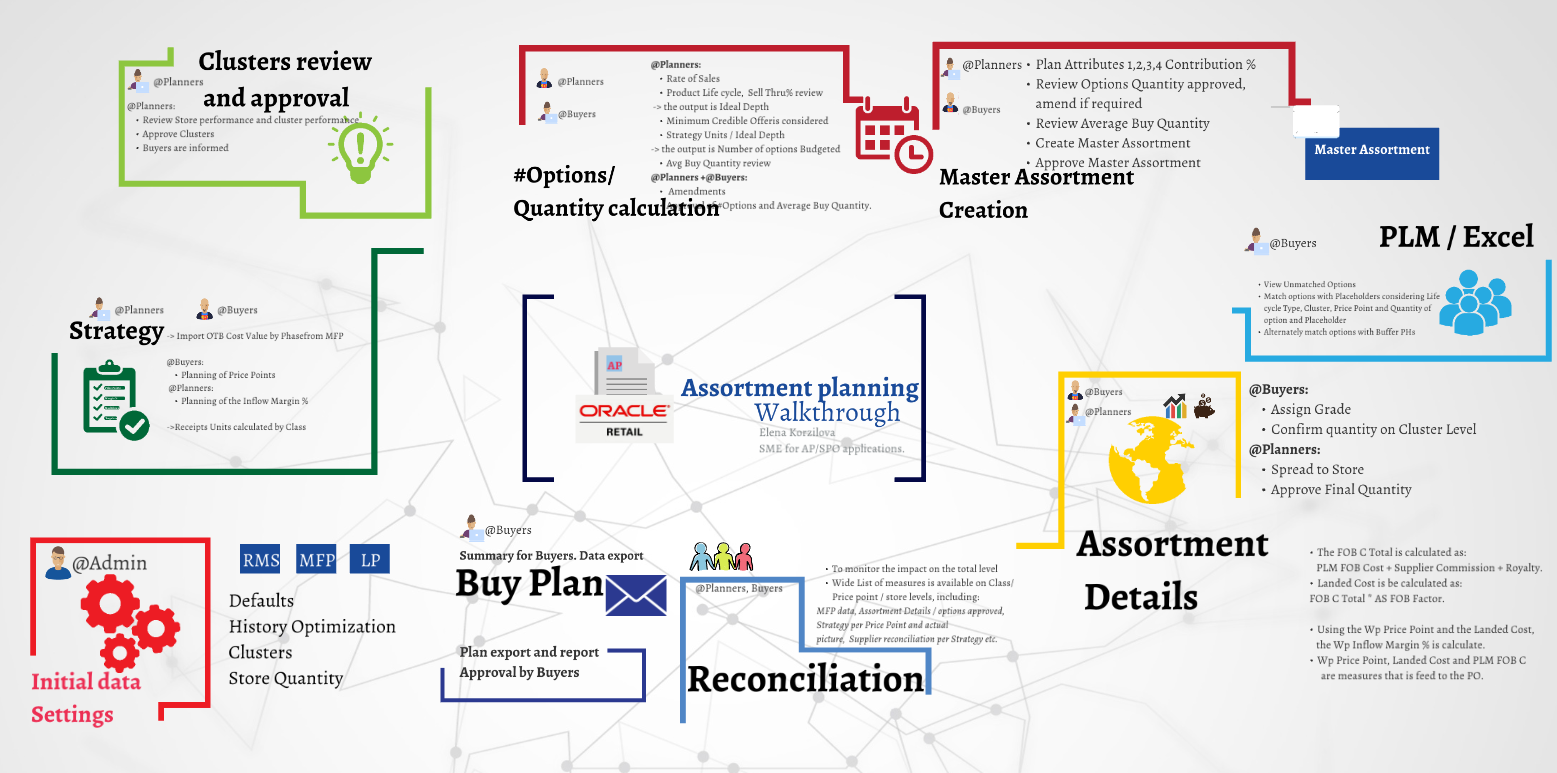 Clusters review
and approval
@Planners
@Planners:
• Review Store performance and cluster performance
• Approve Clusters
• Buyers are informed
@Planners
@Buyers
@Planners:
• Rate of Sales
• Product Life cycle, Sell Thru% review
-> the output is Ideal Depth
• Minimum Credible Offeris considered
• Strategy Units / Ideal Depth
-> the output is Number of options Budgeted
• Avg Buy Quantity review
@Planners +@Buyers:
• Amendments
• Approval of #Options and Average Buy Quantity.
#Options/
Quantity calculation
@Planners
@Buyers
• Plan Attributes 1,2,3,4 Contribution %
• Review Options Quantity approved,
amend if required
• Review Average Buy Quantity
• Create Master Assortment
• Approve Master Assortment
Master Assortment
Creation
Master Assortment
@Buyers
PLM / Excel
• View Unmatched Options
• Match options with Placeholders considering Life
cycle Type, Cluster, Price Point and Quantity of
option and Placeholder
• Alternately match options with Buffer PHs
@Planners
@Buyers
Strategy
-> Import OTB Cost Value by Phasefrom MFP
@Buyers:
• Planning of Price Points
@Planners:
• Planning of the Inflow Margin %
->Receipts Units calculated by Class
AP
ORACLE
RETAIL
Assortment planning
Walkthrough
Elena Korzilova
SME for AP/SPO applications.
@Buyers
@Planners
@Buyers:
• Assign Grade
• Confirm quantity on Cluster Level
@Planners:
• Spread to Store
• Approve Final Quantity
Assortment
Details
• The FOB C Total is calculated as:
PLM FOB Cost + Supplier Commission + Royalty.
• Landed Cost is be calculated as:
FOB C Total * AS FOB Factor.
• Using the Wp Price Point and the Landed Cost,
the Wp Inflow Margin % is calculate.
• Wp Price Point, Landed Cost and PLM FOB C
are measures that is feed to the PO.
@Admin
Initial data
Settings
RMS MFP LP
Defaults
History Optimization
Clusters
Store Quantity
@Buyers
Summary for Buyers. Data export
Buy Plan
Plan export and report
Approval by Buyers
@Planners, Buyers
• To monitor the impact on the total level
• Wide List of measures is available on Class/
Price point / store levels, including:
MFP data, Assortment Details / options approved,
Strategy per Price Point and actual
picture, Supplier reconciliation per Strategy etc.
Reconciliation